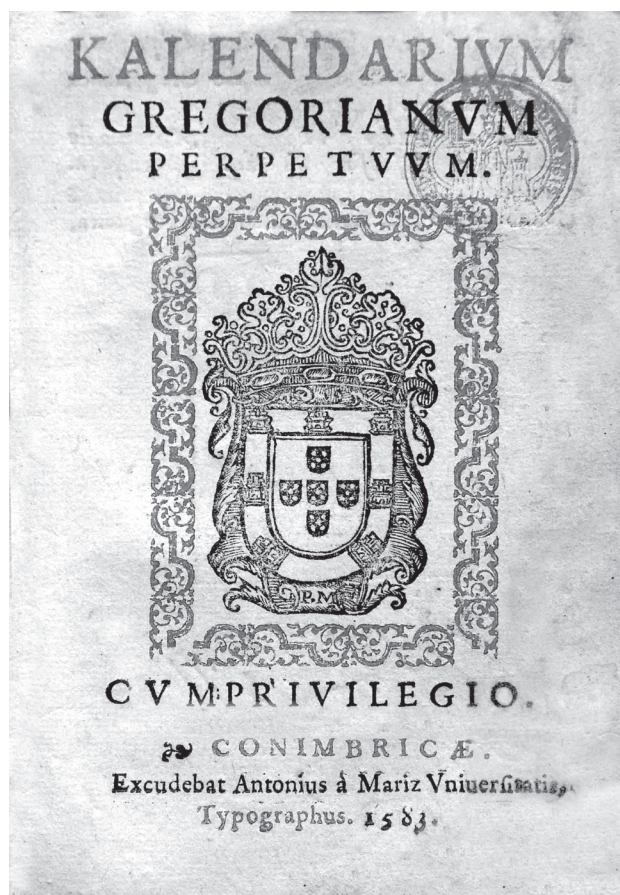 KALENDARIVM
GREGORIANVM
PERPETVVM.
P.M
CVM PRIVILEGIO.
CONIMBRICÆ.
Excudebat Antonius à Mariz Vniuersitatis,
Typographus. 1583.